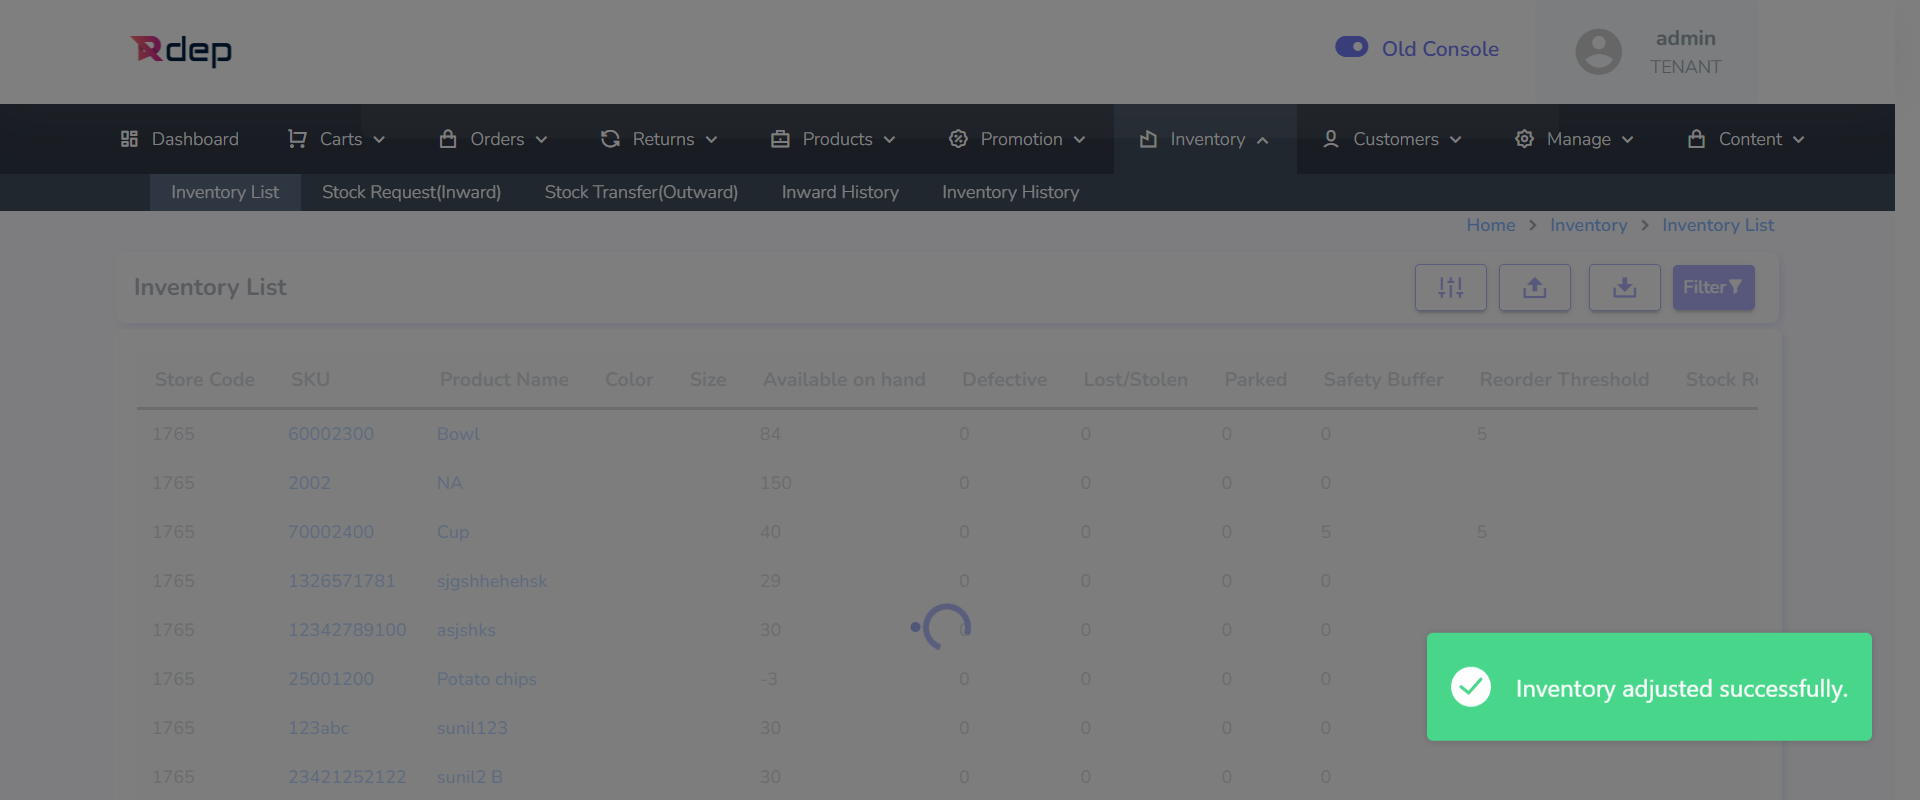 Rdep
Old Console
admin
TENANT
Dashboard Carts Orders Returns Products Promotion Inventory Customers Manage Content
Inventory List Stock Request(Inward) Stock Transfer(Outward) Inward History Inventory History
Home > Inventory > Inventory List
Inventory List
Filter
Store Code SKU Product Name Color Size Available on hand Defective Lost/Stolen Parked Safety Buffer Reorder Threshold Stock
1765 60002300 Bowl 84 0 0 0 0 5
1765 2002 NA 150 0 0 0 0
1765 70002400 Cup 40 0 0 0 5 5
1765 1326571781 sjgshhehehsk 29 0 0 0 0
1765 12342789100 asjshks 30 0 0 0 0
1765 25001200 Potato chips -3 0 0 0 0
1765 123abc sunil123 30 0 0 0 0
1765 23421252122 sunil2 B 30 0 0 0 0
Inventory adjusted successfully.